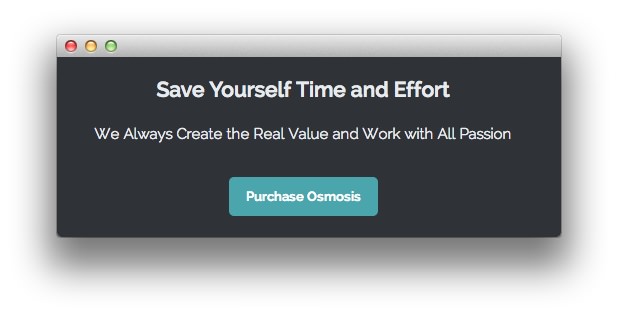 Save Yourself Time and Effort
We Always Create the Real Value and Work with All Passion
Purchase Osmosis